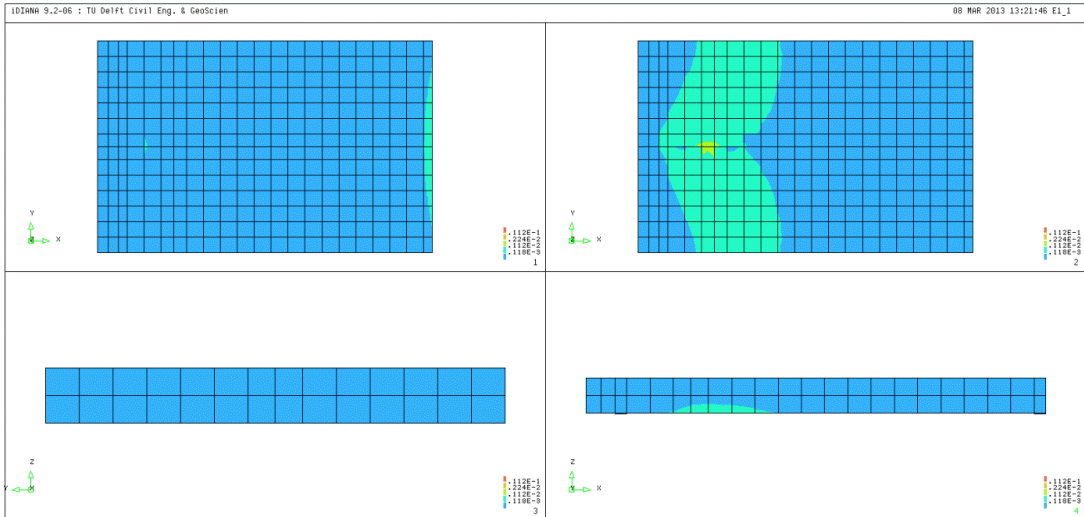 iDIANA 9.2-06 : TU Delft Civil Eng. & GeoScien
08 MAR 2013 13:21:46 E1_1
Y
Z X
.112E-1
.224E-2
.112E-2
.110E-3
1
Y
Z X
.112E-1
.224E-2
.112E-2
.110E-3
2
Z
Y X
.112E-1
.224E-2
.112E-2
.110E-3
3
Z
X
.112E-1
.224E-2
.112E-2
.110E-3
4